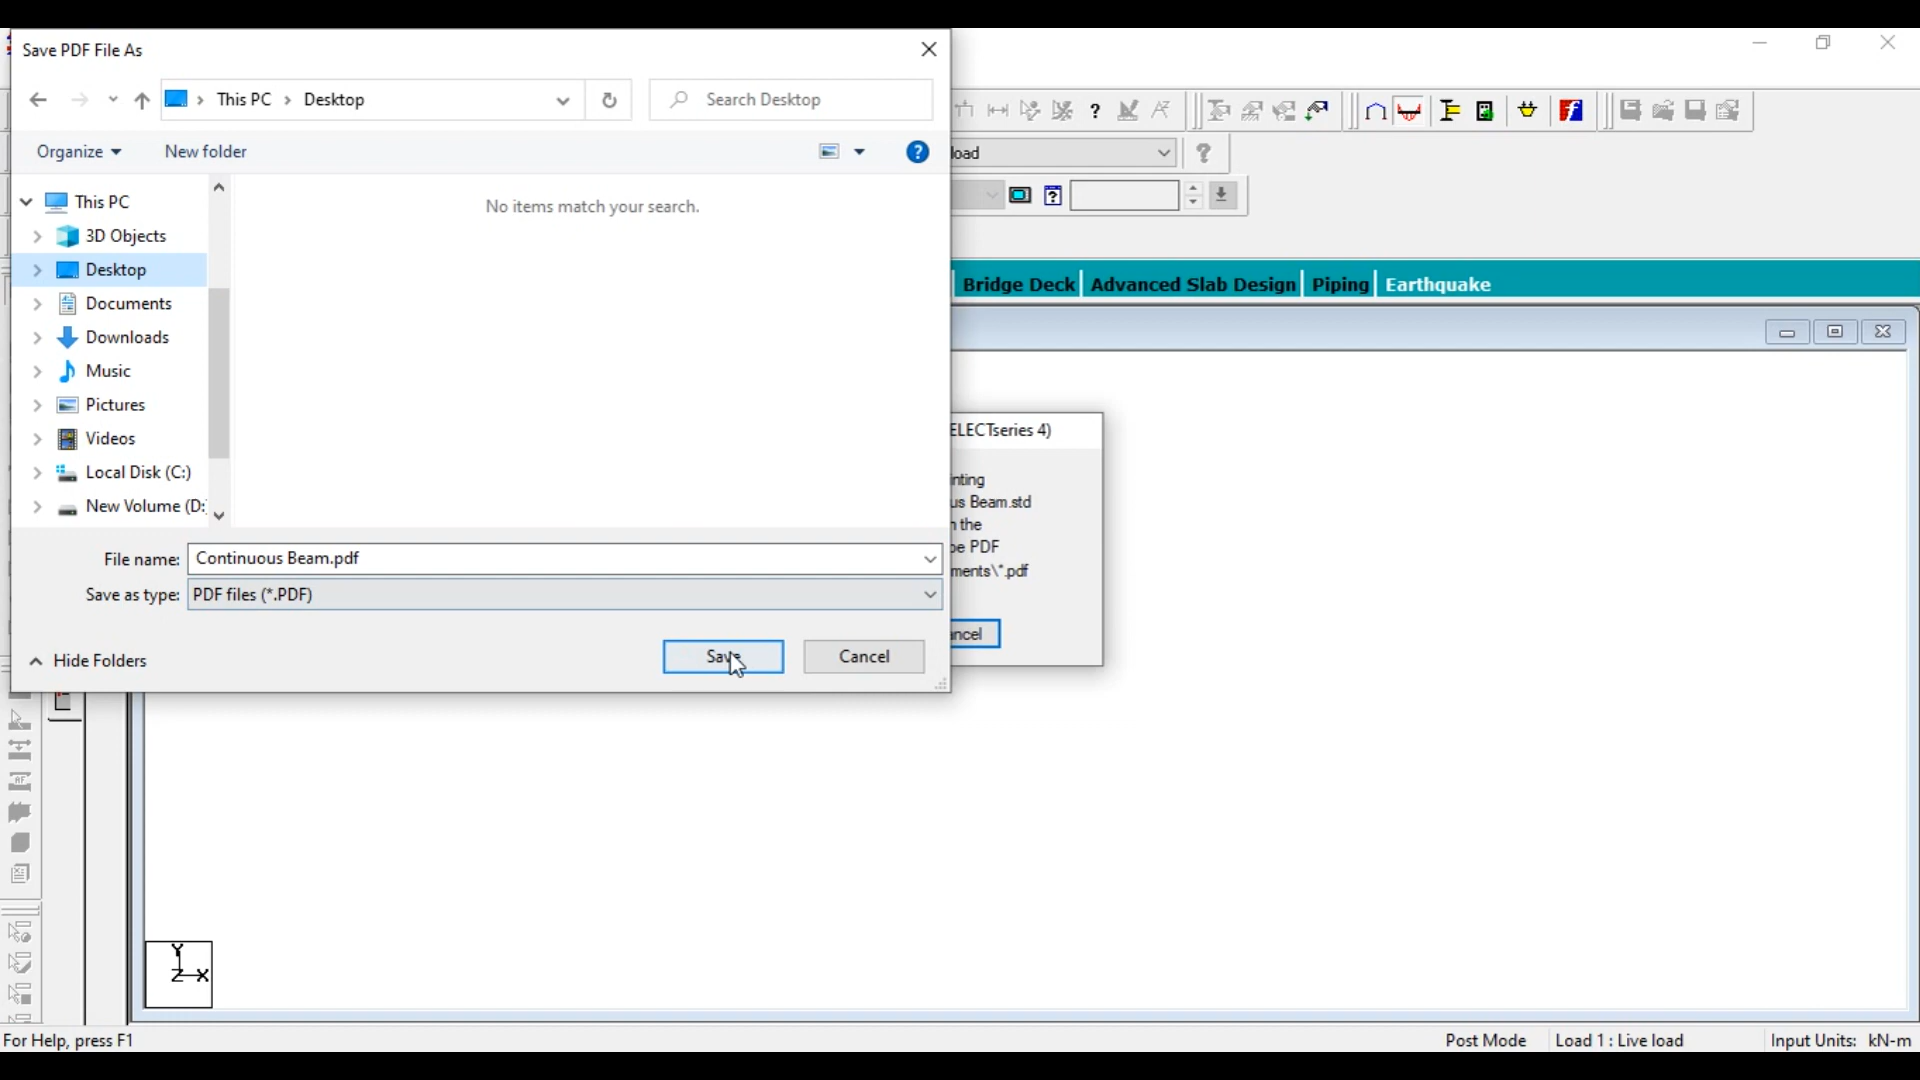 Save PDF File As
This PC > Desktop
Search Desktop
Organize
New folder
load
This PC
3D Objects
Desktop
Documents
Downloads
Music
Pictures
Videos
Local Disk (C:)
New Volume (D:
No items match your search.
Bridge Deck Advanced Slab Design Piping Earthquake
ELECTseries 4)
inting
us Beam.std
n the
be PDF
ments\*.pdf
ncel
File name: Continuous Beam.pdf
Save as type: PDF files (*.PDF)
Hide Folders
Save
Cancel
AF
Y
Z X
For Help, press F1
Post Mode
Load 1 : Live load
Input Units: kN-m